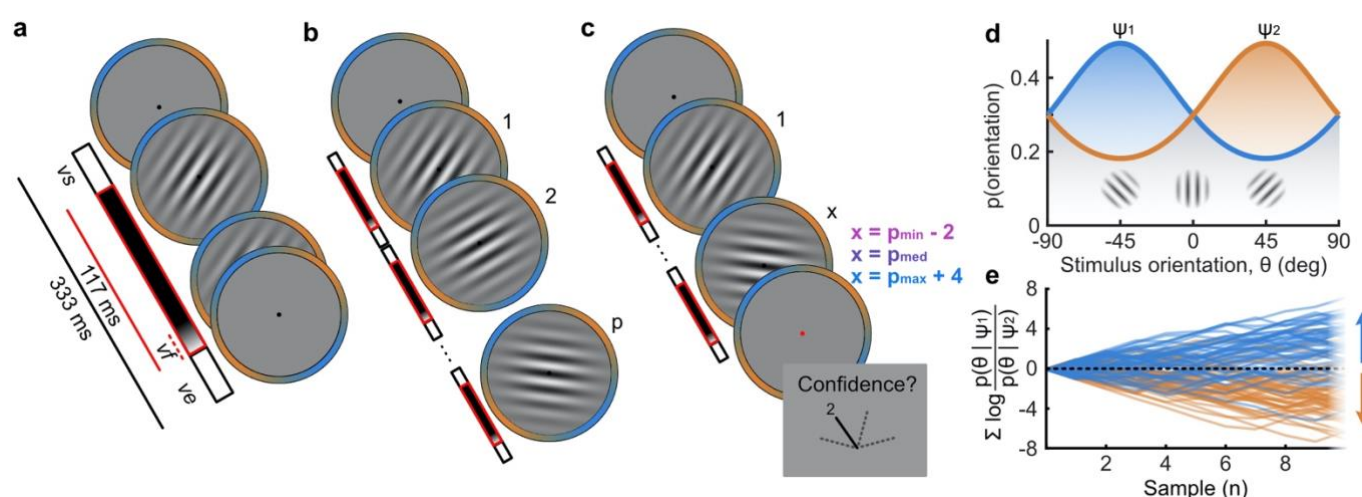 a
vs
117 ms
333 ms
vf
ve
b
1
2
p
c
1
x
x = pmin - 2
x = pmed
x = pmax + 4
Confidence?
2
d
ψ1 ψ2
p(orientation)
0.4
0.2
0
-90 -45 0 45 90
Stimulus orientation, θ (deg)
e
Σ log p(θ | ψ1) / p(θ | ψ2)
8
4
0
-4
-8
2 4 6 8
Sample (n)